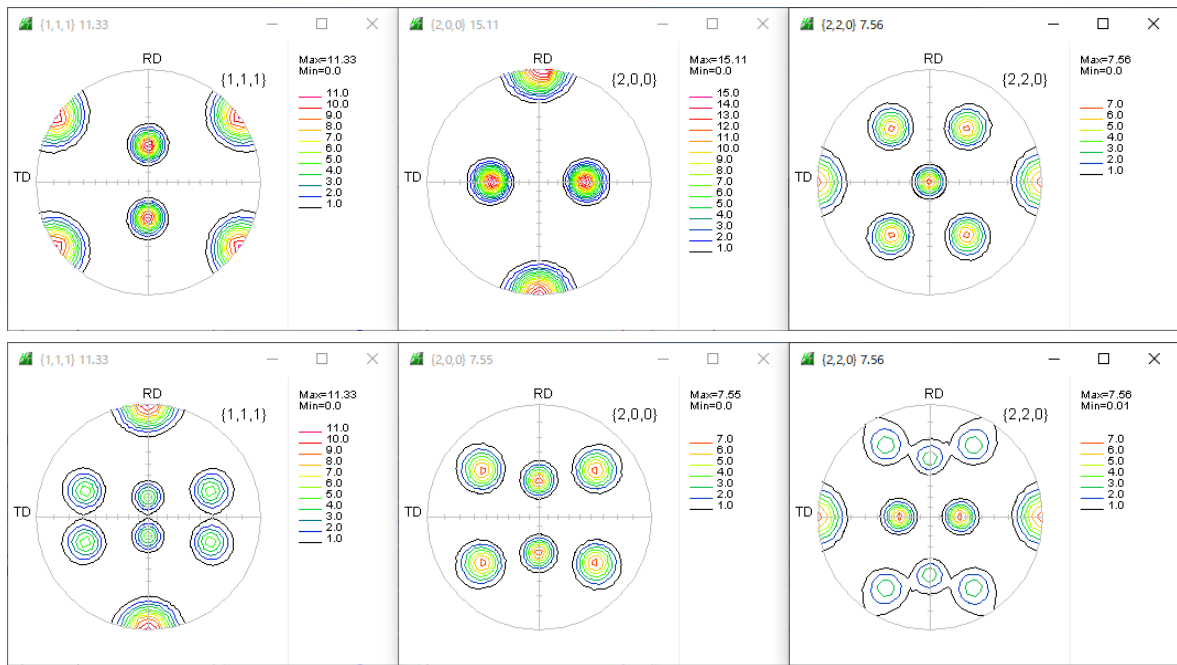 {1,1,1} 11.33
RD
{1,1,1}
TD
Max=11.33
Min=0.0
11.0
10.0
9.0
8.0
7.0
6.0
5.0
4.0
3.0
2.0
1.0
{2,0,0} 15.11
RD
{2,0,0}
TD
Max=15.11
Min=0.0
15.0
14.0
13.0
12.0
11.0
10.0
9.0
8.0
7.0
6.0
5.0
4.0
3.0
2.0
1.0
{2,2,0} 7.56
RD
{2,2,0}
TD
Max=7.56
Min=0.0
7.0
6.0
5.0
4.0
3.0
2.0
1.0
{1,1,1} 11.33
RD
{1,1,1}
TD
Max=11.33
Min=0.0
11.0
10.0
9.0
8.0
7.0
6.0
5.0
4.0
3.0
2.0
1.0
{2,0,0} 7.55
RD
{2,0,0}
TD
Max=7.55
Min=0.0
7.0
6.0
5.0
4.0
3.0
2.0
1.0
{2,2,0} 7.56
RD
{2,2,0}
TD
Max=7.56
Min=0.01
7.0
6.0
5.0
4.0
3.0
2.0
1.0